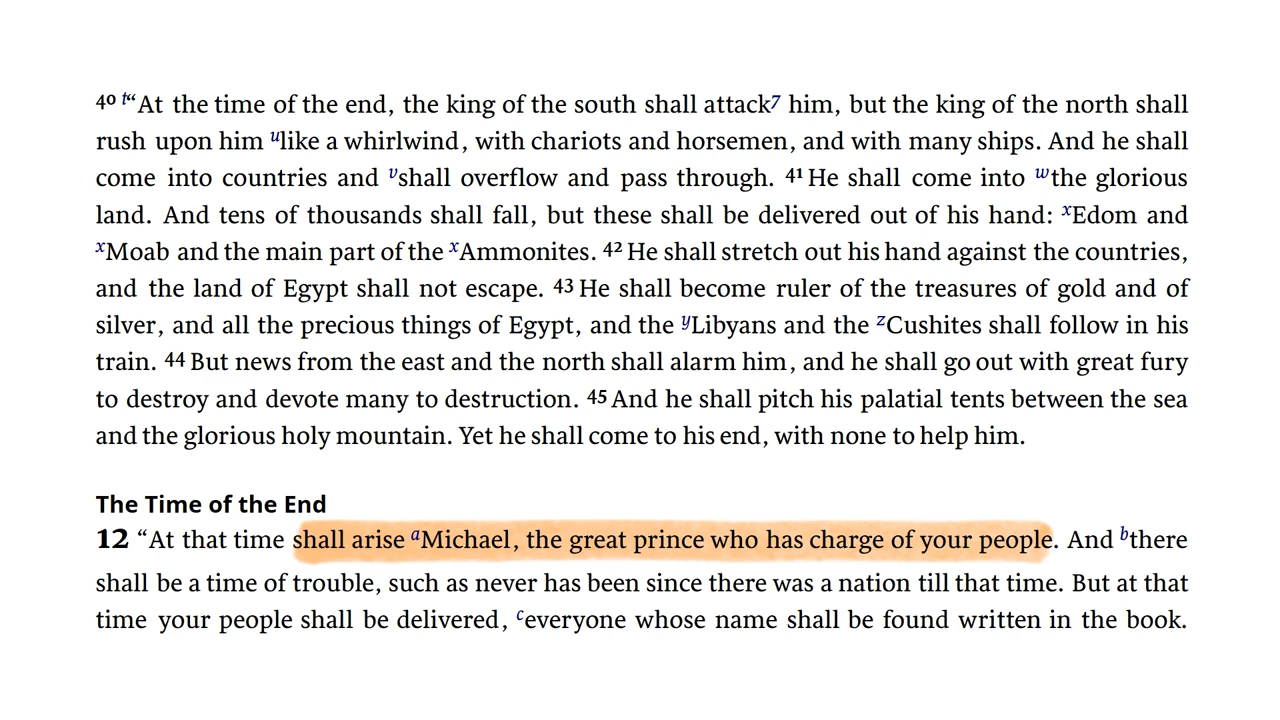 40 t“At the time of the end, the king of the south shall attack7 him, but the king of the north shall
rush upon him ulike a whirlwind, with chariots and horsemen, and with many ships. And he shall
come into countries and vshall overflow and pass through. 41 He shall come into wthe glorious
land. And tens of thousands shall fall, but these shall be delivered out of his hand: xEdom and
xMoab and the main part of the xAmmonites. 42 He shall stretch out his hand against the countries,
and the land of Egypt shall not escape. 43 He shall become ruler of the treasures of gold and of
silver, and all the precious things of Egypt, and the yLibyans and the zCushites shall follow in his
train. 44 But news from the east and the north shall alarm him, and he shall go out with great fury
to destroy and devote many to destruction. 45 And he shall pitch his palatial tents between the sea
and the glorious holy mountain. Yet he shall come to his end, with none to help him.
The Time of the End
12 “At that time shall arise aMichael, the great prince who has charge of your people. And bthere
shall be a time of trouble, such as never has been since there was a nation till that time. But at that
time your people shall be delivered, ceveryone whose name shall be found written in the book.